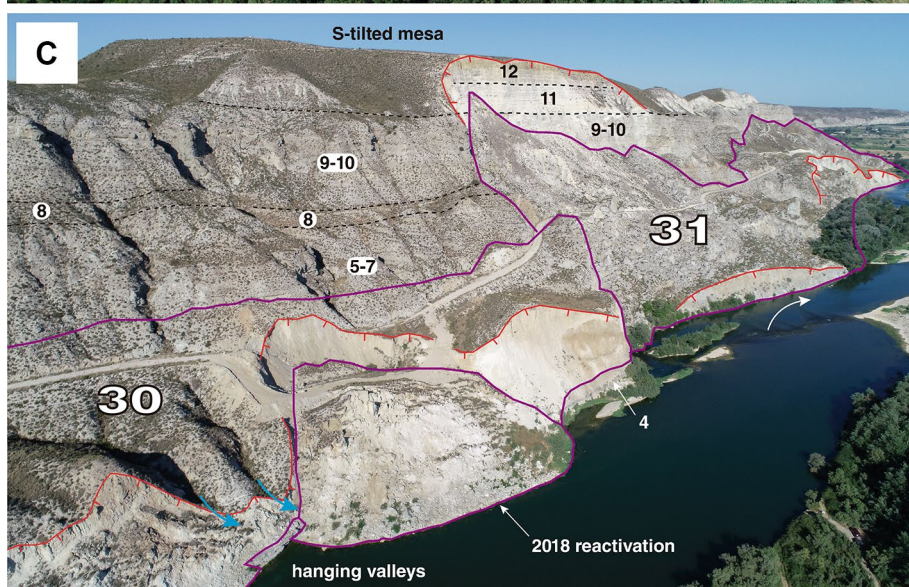 C
S-tilted mesa
12
11
9-10
9-10
8
8
31
5-7
30
4
2018 reactivation
hanging valleys